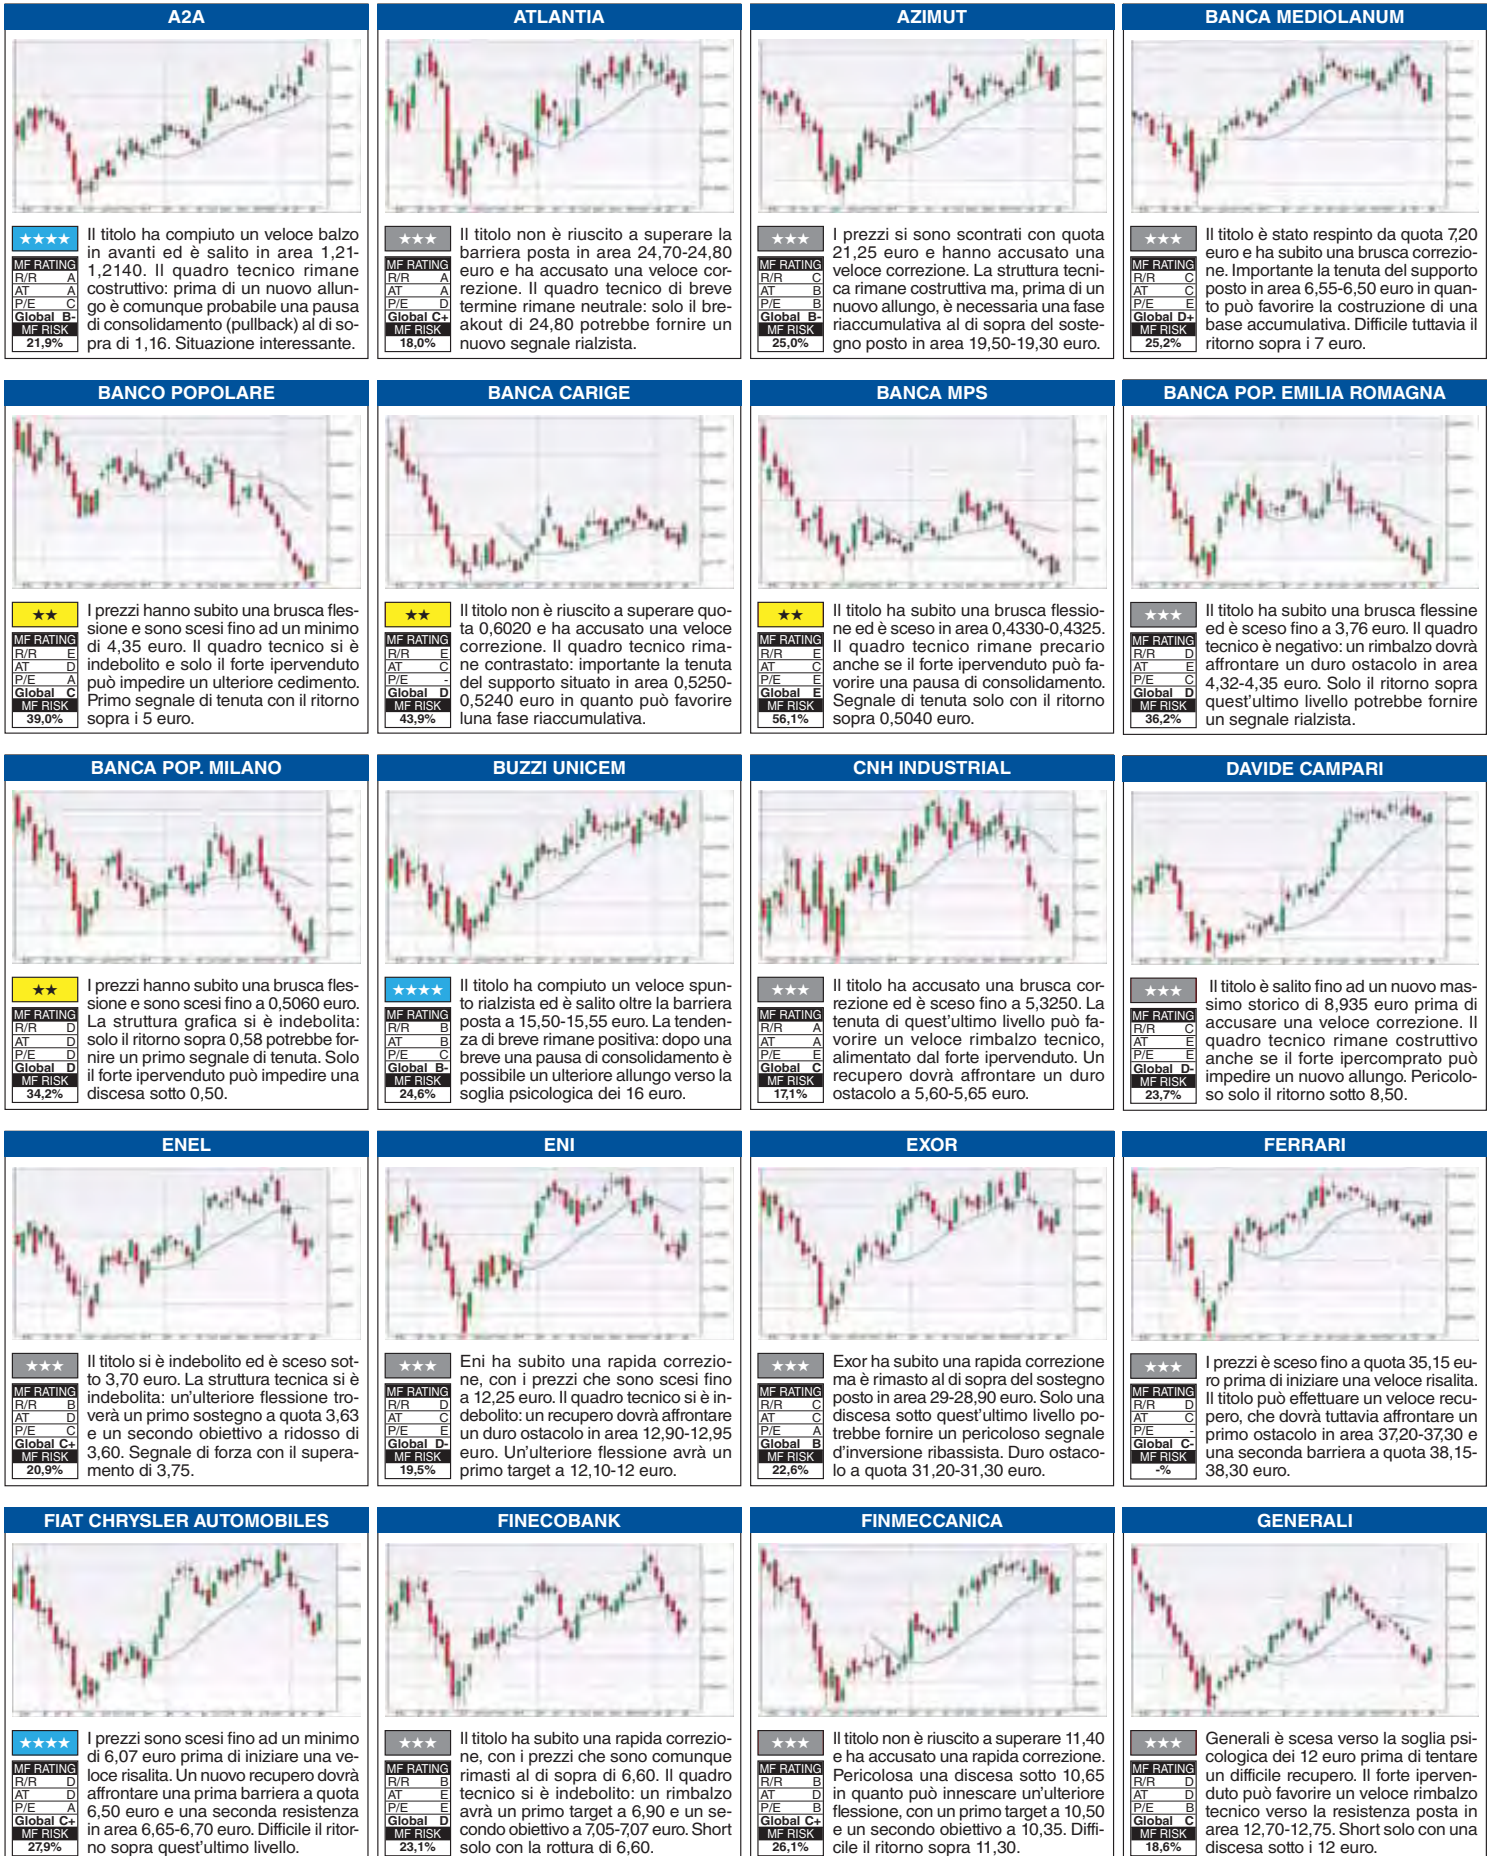 A2A
★★★★
MF RATING
R/R A
AT A
P/E C
Global B-
MF RISK
21,9%
Il titolo ha compiuto un veloce balzo
in avanti ed è salito in area 1,21-
1,2140. Il quadro tecnico rimane
costruttivo: prima di un nuovo allun-
go è comunque probabile una pausa
di consolidamento (pullback) al di so-
pra di 1,16. Situazione interessante.
ATLANTIA
★★★
MF RATING
R/R A
AT A
P/E D
Global C+
MF RISK
18,0%
Il titolo non è riuscito a superare la
barriera posta in area 24,70-24,80
euro e ha accusato una veloce cor-
rezione. Il quadro tecnico di breve
termine rimane neutrale: solo il bre-
akout di 24,80 potrebbe fornire un
nuovo segnale rialzista.
AZIMUT
★★★
MF RATING
R/R C
AT B
P/E B
Global B-
MF RISK
25,0%
I prezzi si sono scontrati con quota
21,25 euro e hanno accusato una
veloce correzione. La struttura tecni-
ca rimane costruttiva ma, prima di un
nuovo allungo, è necessaria una fase
riaccumulativa al di sopra del soste-
gno posto in area 19,50-19,30 euro.
BANCA MEDIOLANUM
★★★
MF RATING
R/R C
AT C
P/E E
Global D+
MF RISK
25,2%
Il titolo è stato respinto da quota 7,20
euro e ha subito una brusca correzio-
ne. Importante la tenuta del supporto
posto in area 6,55-6,50 euro in quan-
to può favorire la costruzione di una
base accumulativa. Difficile tuttavia il
ritorno sopra i 7 euro.
BANCO POPOLARE
★★
MF RATING
R/R E
AT D
P/E A
Global C
MF RISK
39,0%
I prezzi hanno subito una brusca fles-
sione e sono scesi fino ad un minimo
di 4,35 euro. Il quadro tecnico si è
indebolito e solo il forte ipervenduto
può impedire un ulteriore cedimento.
Primo segnale di tenuta con il ritorno
sopra i 5 euro.
BANCA CARIGE
★★
MF RATING
R/R E
AT C
P/E -
Global D
MF RISK
43,9%
Il titolo non è riuscito a superare quo-
ta 0,6020 e ha accusato una veloce
correzione. Il quadro tecnico rima-
ne contrastato: importante la tenuta
del supporto situato in area 0,5250-
0,5240 euro in quanto può favorire
luna fase riaccumulativa.
BANCA MPS
★★
MF RATING
R/R E
AT C
P/E E
Global E
MF RISK
56,1%
Il titolo ha subito una brusca flessio-
ne ed è sceso in area 0,4330-0,4325.
Il quadro tecnico rimane precario
anche se il forte ipervenduto può fa-
vorire una pausa di consolidamento.
Segnale di tenuta solo con il ritorno
sopra 0,5040 euro.
BANCA POP. EMILIA ROMAGNA
★★★
MF RATING
R/R D
AT E
P/E C
Global D
MF RISK
36,2%
Il titolo ha subito una brusca flessine
ed è sceso fino a 3,76 euro. Il quadro
tecnico è negativo: un rimbalzo dovrà
affrontare un duro ostacolo in area
4,32-4,35 euro. Solo il ritorno sopra
quest'ultimo livello potrebbe fornire
un segnale rialzista.
BANCA POP. MILANO
★★
MF RATING
R/R D
AT D
P/E D
Global D
MF RISK
34,2%
I prezzi hanno subito una brusca fles-
sione e sono scesi fino a 0,5060 euro.
La struttura grafica si è indebolita:
solo il ritorno sopra 0,58 potrebbe for-
nire un primo segnale di tenuta. Solo
il forte ipervenduto può impedire una
discesa sotto 0,50.
BUZZI UNICEM
★★★★
MF RATING
R/R B
AT B
P/E C
Global B-
MF RISK
24,6%
Il titolo ha compiuto un veloce spun-
to rialzista ed è salito oltre la barriera
posta a 15,50-15,55 euro. La tenden-
za di breve rimane positiva: dopo una
breve una pausa di consolidamento è
possibile un ulteriore allungo verso la
soglia psicologica dei 16 euro.
CNH INDUSTRIAL
★★★
MF RATING
R/R A
AT A
P/E E
Global C
MF RISK
17,1%
Il titolo ha accusato una brusca cor-
rezione ed è sceso fino a 5,3250. La
tenuta di quest'ultimo livello può fa-
vorire un veloce rimbalzo tecnico,
alimentato dal forte ipervenduto. Un
recupero dovrà affrontare un duro
ostacolo a 5,60-5,65 euro.
DAVIDE CAMPARI
★★★
MF RATING
R/R C
AT E
P/E E
Global D-
MF RISK
23,7%
Il titolo è salito fino ad un nuovo mas-
simo storico di 8,935 euro prima di
accusare una veloce correzione. Il
quadro tecnico rimane costruttivo
anche se il forte ipercomprato può
impedire un nuovo allungo. Pericolo-
so solo il ritorno sotto 8,50.
ENEL
★★★
MF RATING
R/R B
AT D
P/E C
Global C+
MF RISK
20,9%
Il titolo si è indebolito ed è sceso sot-
to 3,70 euro. La struttura tecnica si è
indebolita: un'ulteriore flessione tro-
verà un primo sostegno a quota 3,63
e un secondo obiettivo a ridosso di
3,60. Segnale di forza con il supera-
mento di 3,75.
ENI
★★★
MF RATING
R/R D
AT C
P/E E
Global D-
MF RISK
19,5%
Eni ha subito una rapida correzio-
ne, con i prezzi che sono scesi fino
a 12,25 euro. Il quadro tecnico si è in-
debolito: un recupero dovrà affrontare
un duro ostacolo in area 12,90-12,95
euro. Un'ulteriore flessione avrà un
primo target a 12,10-12 euro.
EXOR
★★★
MF RATING
R/R C
AT C
P/E A
Global B
MF RISK
22,6%
Exor ha subito una rapida correzione
ma è rimasto al di sopra del sostegno
posto in area 29-28,90 euro. Solo una
discesa sotto quest'ultimo livello po-
trebbe fornire un pericoloso segnale
d'inversione ribassista. Duro ostaco-
lo a quota 31,20-31,30 euro.
FERRARI
★★★
MF RATING
R/R D
AT C
P/E -
Global C-
MF RISK
-%
I prezzi è sceso fino a quota 35,15 eu-
ro prima di iniziare una veloce risalita.
Il titolo può effettuare un veloce recu-
pero, che dovrà tuttavia affrontare un
primo ostacolo in area 37,20-37,30 e
una seconda barriera a quota 38,15-
38,30 euro.
FIAT CHRYSLER AUTOMOBILES
★★★★
MF RATING
R/R D
AT D
P/E A
Global C+
MF RISK
27,9%
I prezzi sono scesi fino ad un minimo
di 6,07 euro prima di iniziare una ve-
loce risalita. Un nuovo recupero dovrà
affrontare una prima barriera a quota
6,50 euro e una seconda resistenza
in area 6,65-6,70 euro. Difficile il ritor-
no sopra quest'ultimo livello.
FINECOBANK
★★★
MF RATING
R/R B
AT E
P/E E
Global D
MF RISK
23,1%
Il titolo ha subito una rapida correzio-
ne, con i prezzi che sono comunque
rimasti al di sopra di 6,60. Il quadro
tecnico si è indebolito: un rimbalzo
avrà un primo target a 6,90 e un se-
condo obiettivo a 7,05-7,07 euro. Short
solo con la rottura di 6,60.
FINMECCANICA
★★★
MF RATING
R/R B
AT D
P/E B
Global C+
MF RISK
26,1%
Il titolo non è riuscito a superare 11,40
e ha accusato una rapida correzione.
Pericolosa una discesa sotto 10,65
in quanto può innescare un'ulteriore
flessione, con un primo target a 10,50
e un secondo obiettivo a 10,35. Diffi-
cile il ritorno sopra 11,30.
GENERALI
★★★
MF RATING
R/R D
AT D
P/E B
Global C
MF RISK
18,6%
Generali è scesa verso la soglia psi-
cologica dei 12 euro prima di tentare
un difficile recupero. Il forte iperven-
duto può favorire un veloce rimbalzo
tecnico verso la resistenza posta in
area 12,70-12,75. Short solo con una
discesa sotto i 12 euro.